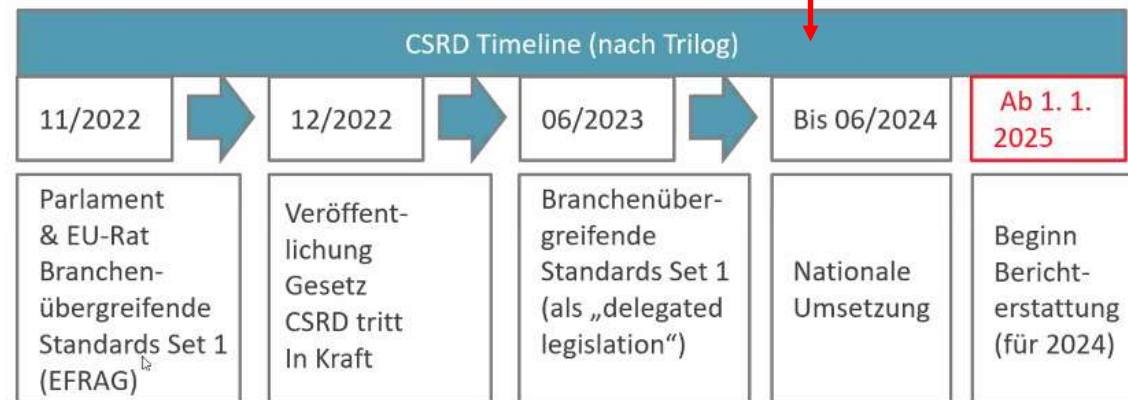 CSRD Timeline (nach Trilog)
11/2022
12/2022
06/2023
Bis 06/2024
Ab 1. 1.
2025
Parlament
& EU-Rat
Branchen-
übergreifende
Standards Set 1
(EFRAG)
Veröffent-
lichung
Gesetz
CSRD tritt
In Kraft
Branchenüber-
greifende
Standards Set 1
(als „delegated
legislation“)
Nationale
Umsetzung
Beginn
Bericht-
erstattung
(für 2024)